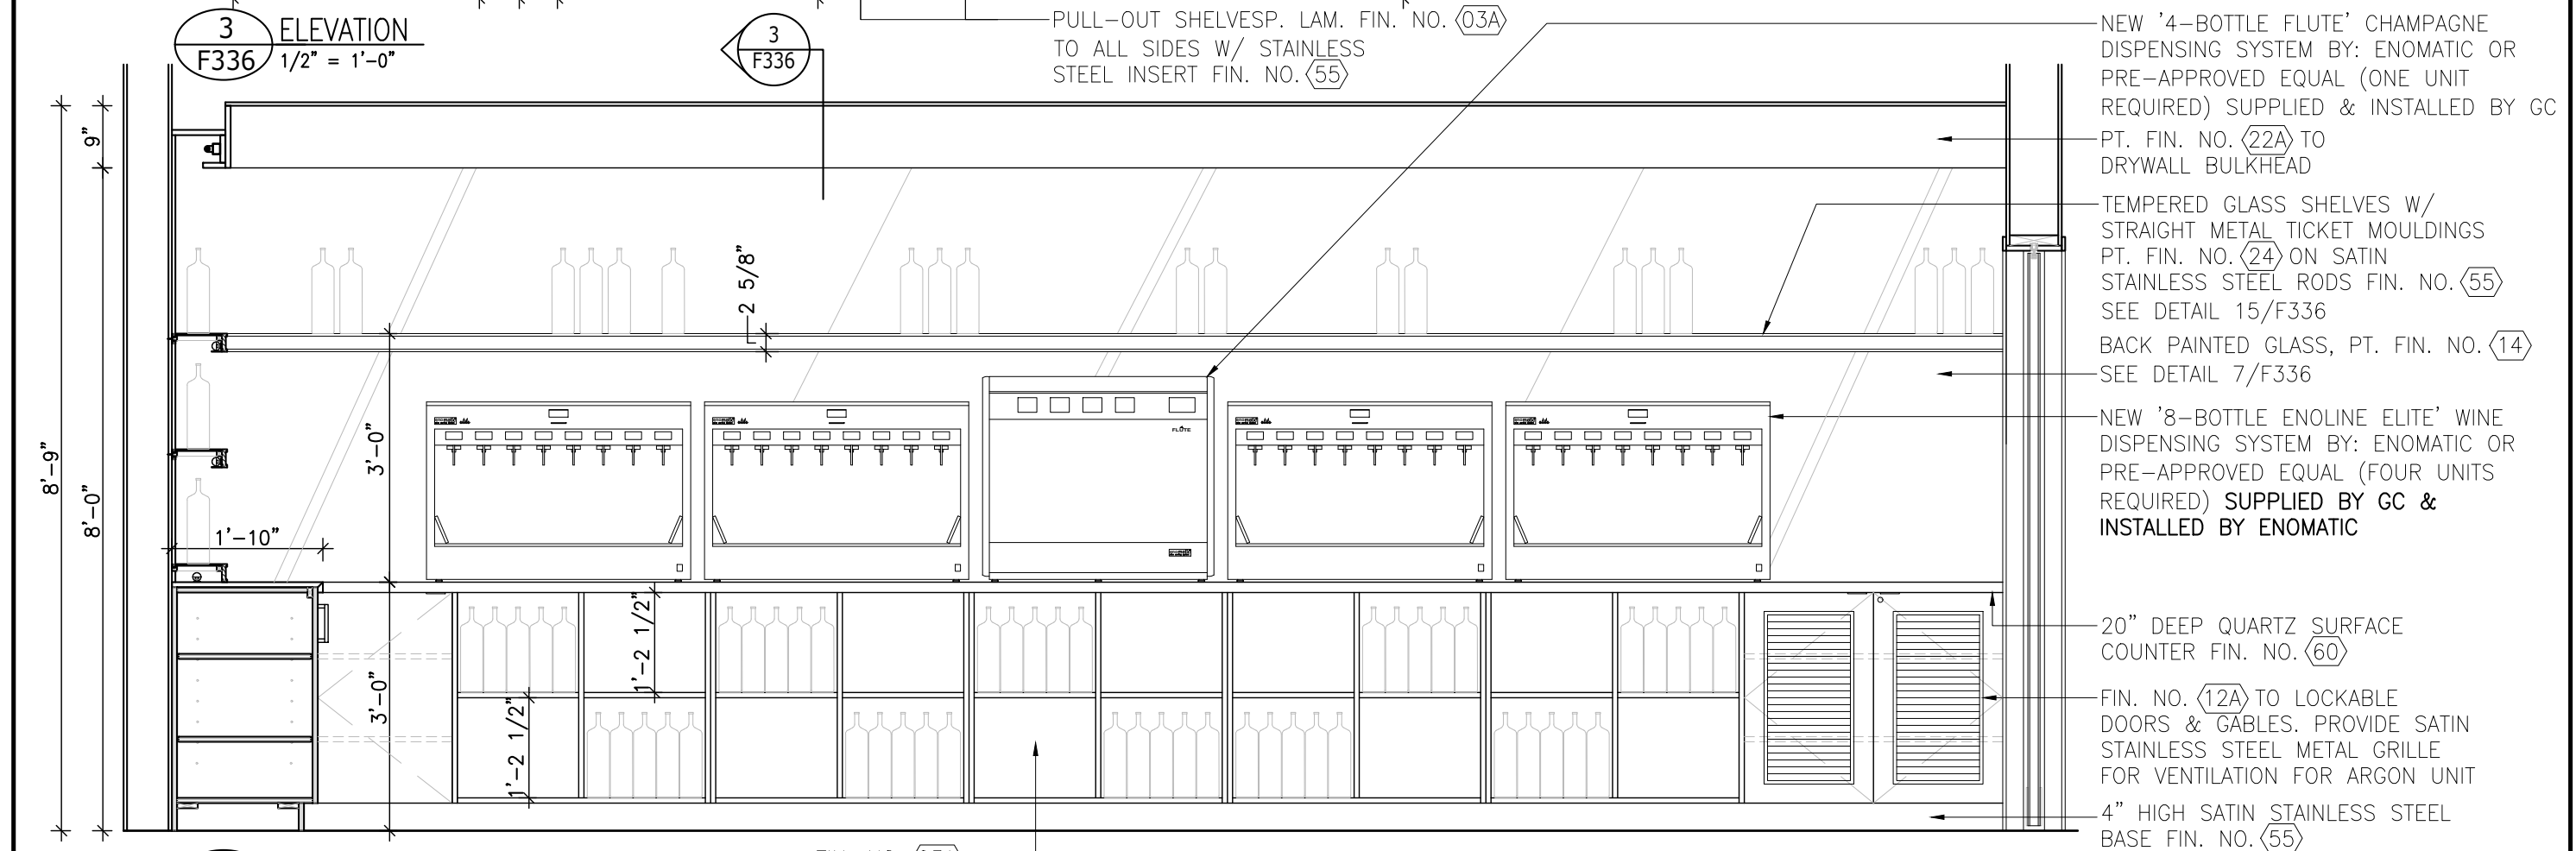 3
F336
ELEVATION
1/2" = 1'-0"
3
F336
PULL-OUT SHELVESP. LAM. FIN. NO. 03A
TO ALL SIDES W/ STAINLESS
STEEL INSERT FIN. NO. 55
NEW '4-BOTTLE FLUTE' CHAMPAGNE
DISPENSING SYSTEM BY: ENOMATIC OR
PRE-APPROVED EQUAL (ONE UNIT
REQUIRED) SUPPLIED & INSTALLED BY GC
PT. FIN. NO. 22A TO
DRYWALL BULKHEAD
TEMPERED GLASS SHELVES W/
STRAIGHT METAL TICKET MOULDINGS
PT. FIN. NO. 24 ON SATIN
STAINLESS STEEL RODS FIN. NO. 55
SEE DETAIL 15/F336
BACK PAINTED GLASS, PT. FIN. NO. 14
SEE DETAIL 7/F336
NEW '8-BOTTLE ENOLINE ELITE' WINE
DISPENSING SYSTEM BY: ENOMATIC OR
PRE-APPROVED EQUAL (FOUR UNITS
REQUIRED) SUPPLIED BY GC &
INSTALLED BY ENOMATIC
20" DEEP QUARTZ SURFACE
COUNTER FIN. NO. 60
FIN. NO. 12A TO LOCKABLE
DOORS & GABLES. PROVIDE SATIN
STAINLESS STEEL METAL GRILLE
FOR VENTILATION FOR ARGON UNIT
4" HIGH SATIN STAINLESS STEEL
BASE FIN. NO. 55
9"
8'-9"
8'-0"
2 5/8"
3'-0"
1'-10"
FLUTE
1'-2 1/2"
3'-0"
1'-2 1/2"